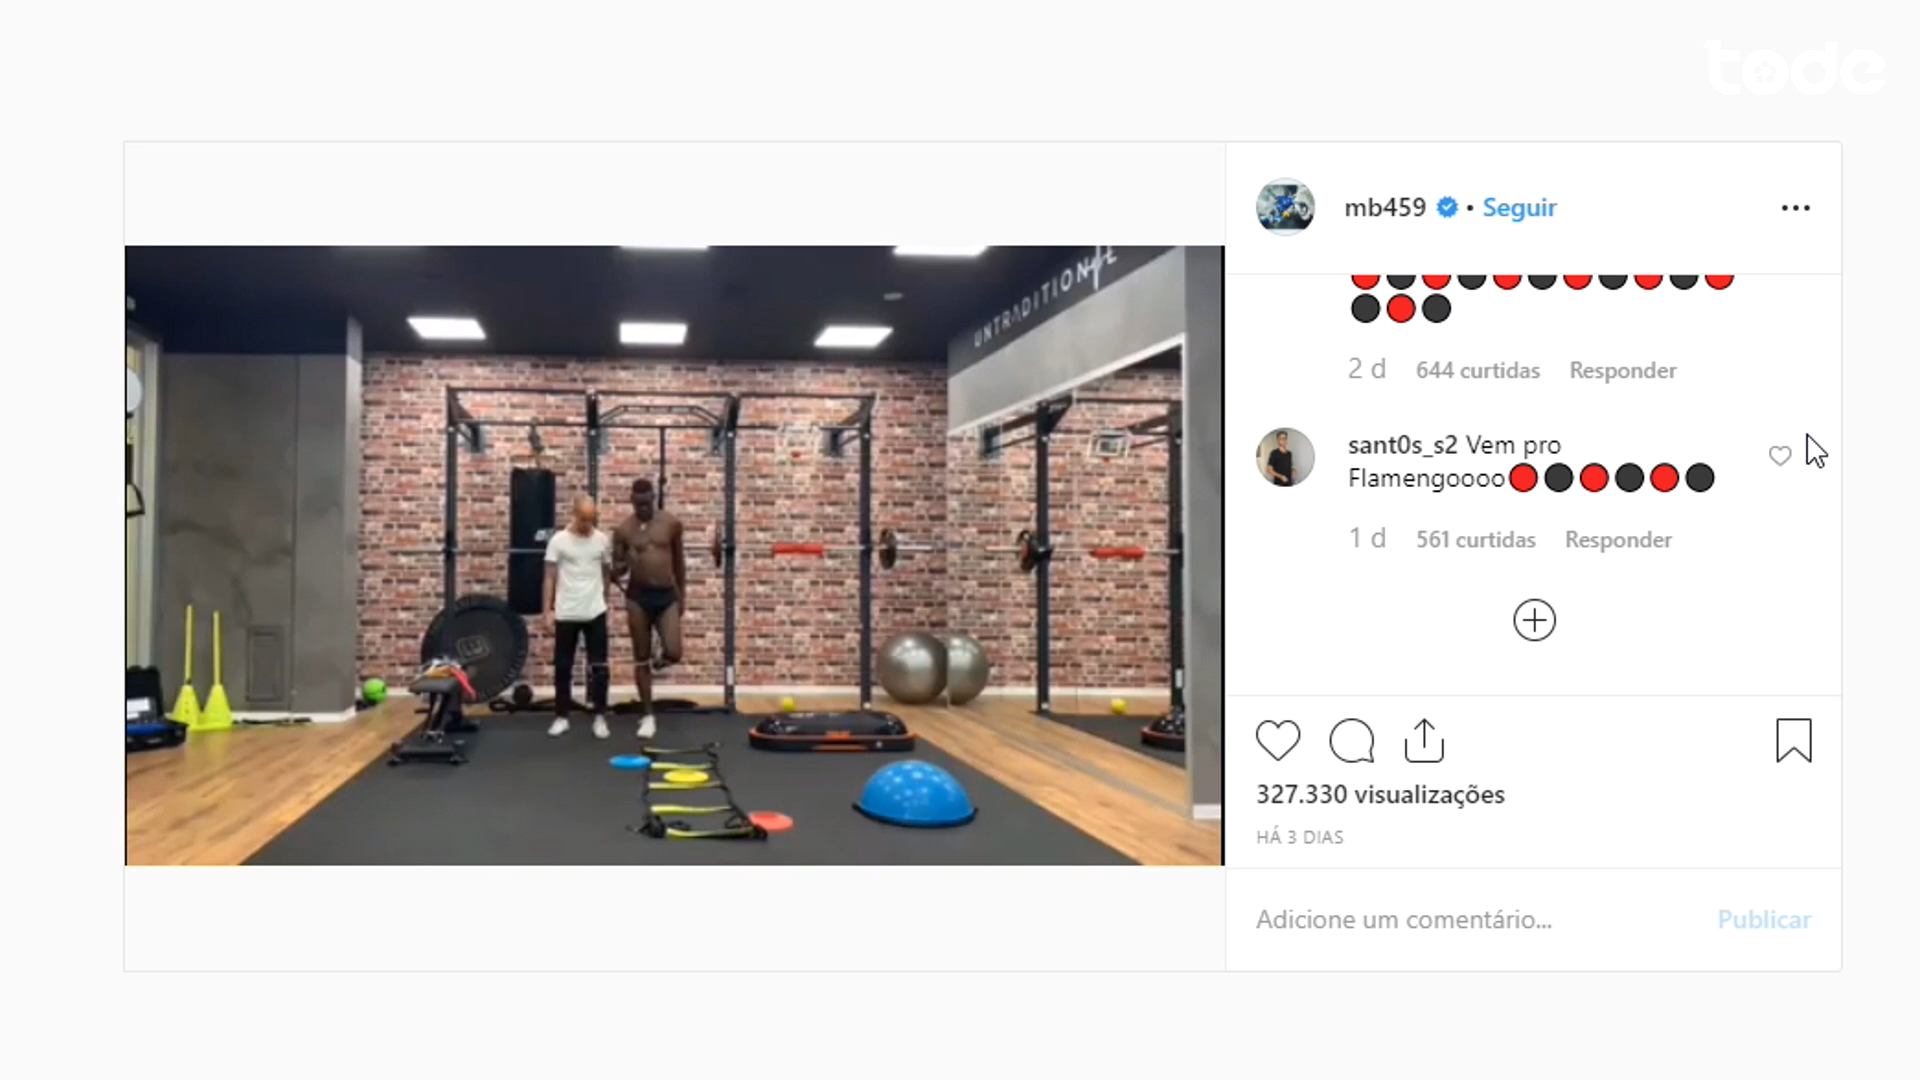 tode
mb459 • Seguir
UNTRADITIONAL
2 d 644 curtidas Responder
sant0s_s2 Vem pro
Flamengoooo
1 d 561 curtidas Responder
327.330 visualizações
HÁ 3 DIAS
Adicione um comentário... Publicar